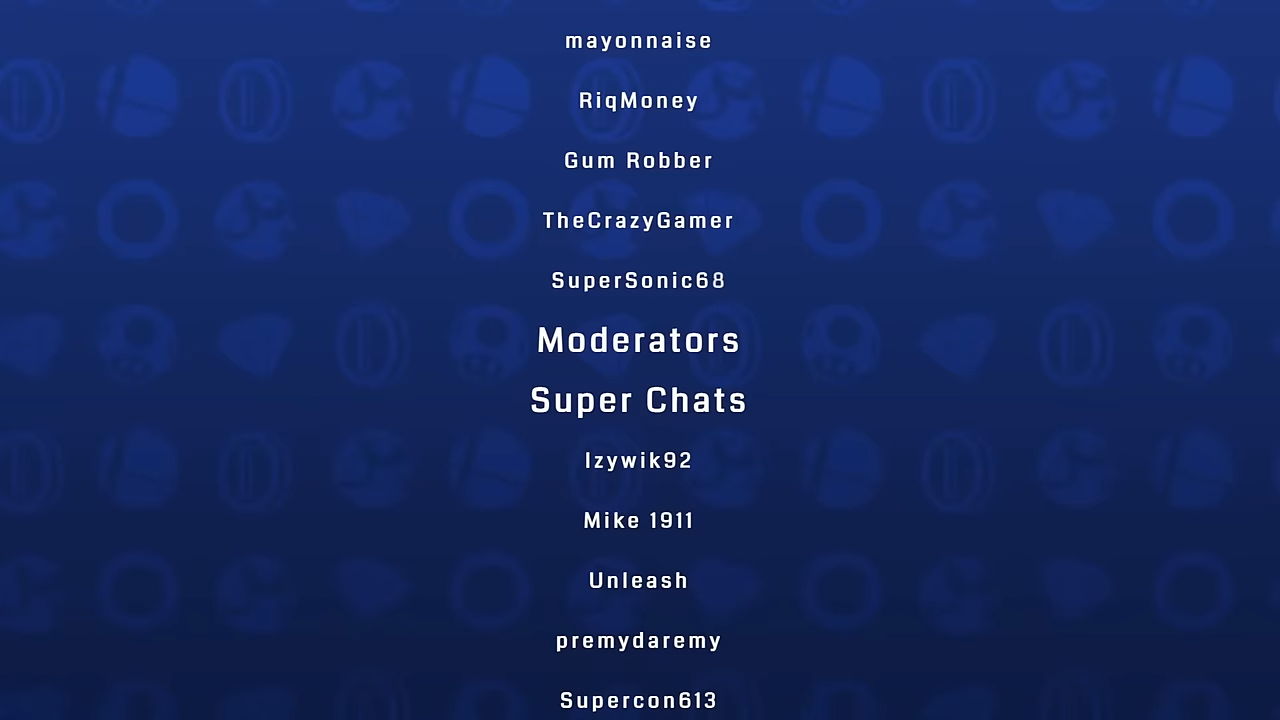 mayonnaise
RiqMoney
Gum Robber
TheCrazyGamer
SuperSonic68
Moderators
Super Chats
Izywik92
Mike 1911
Unleash
premydaremy
Supercon613